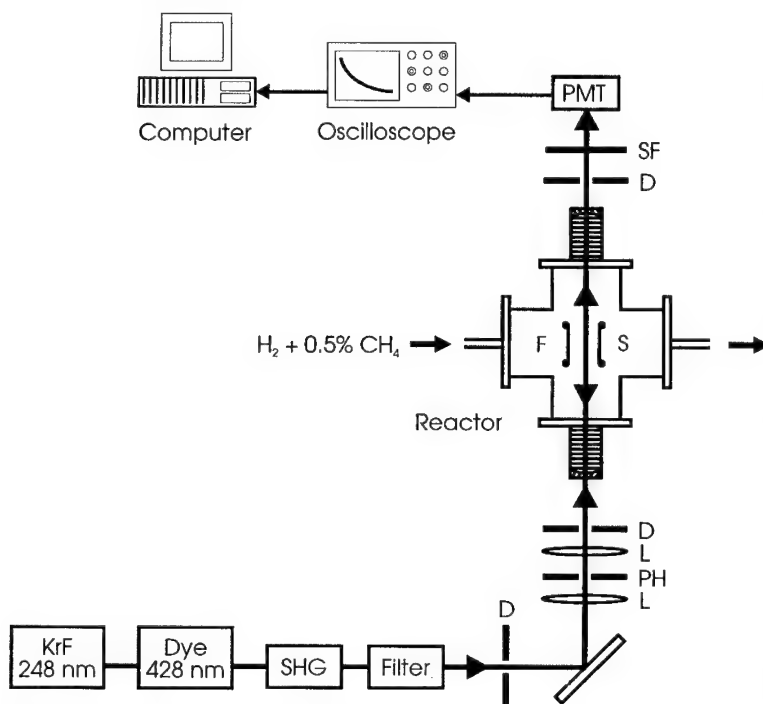 PMT
Computer
Oscilloscope
SF
D
H₂ + 0.5% CH₄
F
S
Reactor
D
L
PH
L
D
KrF
248 nm
Dye
428 nm
SHG
Filter